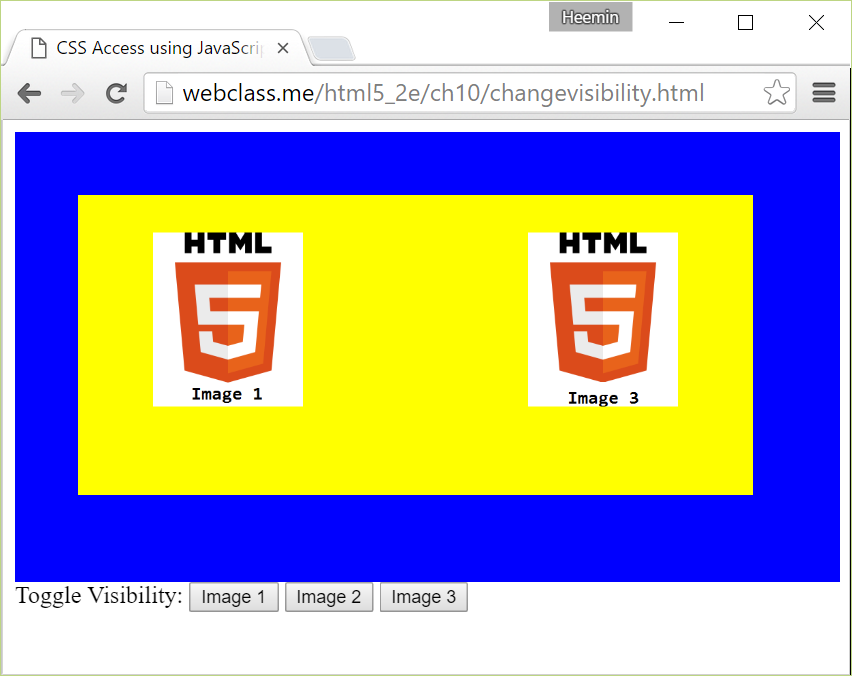 Heemin
CSS Access using JavaScri
webclass.me/html5_2e/ch10/changevisibility.html
HTML HTML
5 5
Image 1 Image 3
Toggle Visibility: Image 1 Image 2 Image 3